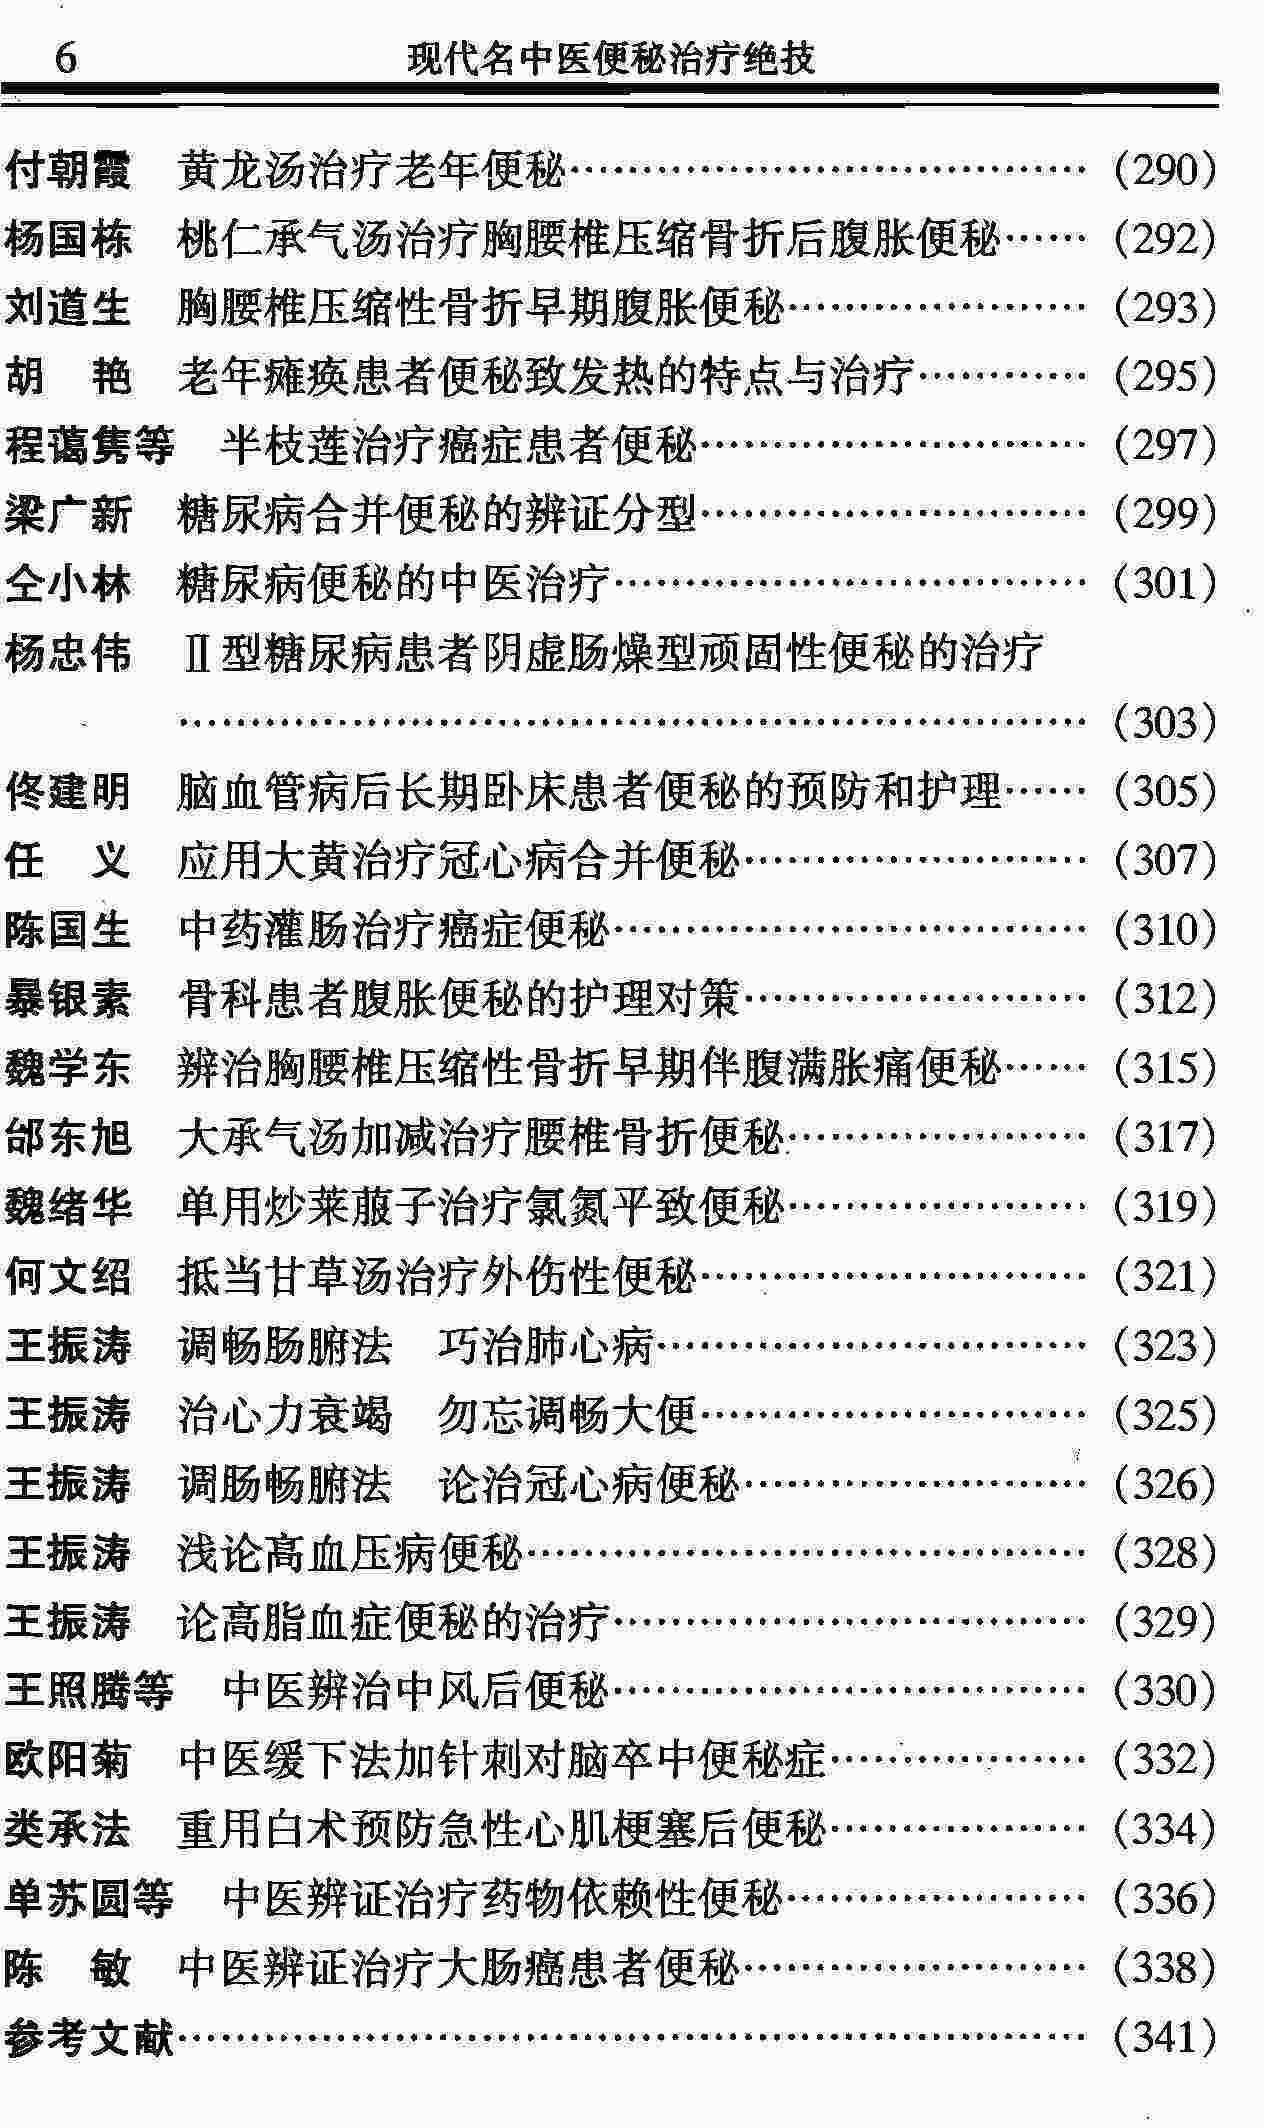 6 现代名中医便秘治疗绝技
付朝霞 黄龙汤治疗老年便秘………………………………(290)
杨国栋 桃仁承气汤治疗胸腰椎压缩骨折后腹胀便秘……(292)
刘道生 胸腰椎压缩性骨折早期腹胀便秘…………………(293)
胡 艳 老年瘫痪患者便秘致发热的特点与治疗…………(295)
程蔼隽等 半枝莲治疗癌症患者便秘………………………(297)
梁广新 糖尿病合并便秘的辨证分型………………………(299)
仝小林 糖尿病便秘的中医治疗……………………………(301)
杨忠伟 Ⅱ型糖尿病患者阴虚肠燥型顽固性便秘的治疗
………………………………………………………(303)
佟建明 脑血管病后长期卧床患者便秘的预防和护理……(305)
任 义 应用大黄治疗冠心病合并便秘……………………(307)
陈国生 中药灌肠治疗癌症便秘……………………………(310)
暴银素 骨科患者腹胀便秘的护理对策……………………(312)
魏学东 辨治胸腰椎压缩性骨折早期伴腹满胀痛便秘……(315)
邰东旭 大承气汤加减治疗腰椎骨折便秘…………………(317)
魏绪华 单用炒莱菔子治疗氯氮平致便秘…………………(319)
何文绍 抵当甘草汤治疗外伤性便秘………………………(321)
王振涛 调畅肠腑法 巧治肺心病…………………………(323)
王振涛 治心力衰竭 勿忘调畅大便………………………(325)
王振涛 调肠畅腑法 论治冠心病便秘……………………(326)
王振涛 浅论高血压病便秘…………………………………(328)
王振涛 论高脂血症便秘的治疗……………………………(329)
王照腾等 中医辨治中风后便秘……………………………(330)
欧阳菊 中医缓下法加针刺对脑卒中便秘症………………(332)
类承法 重用白术预防急性心肌梗塞后便秘………………(334)
单苏圆等 中医辨证治疗药物依赖性便秘…………………(336)
陈 敏 中医辨证治疗大肠癌患者便秘……………………(338)
参考文献………………………………………………………(341)